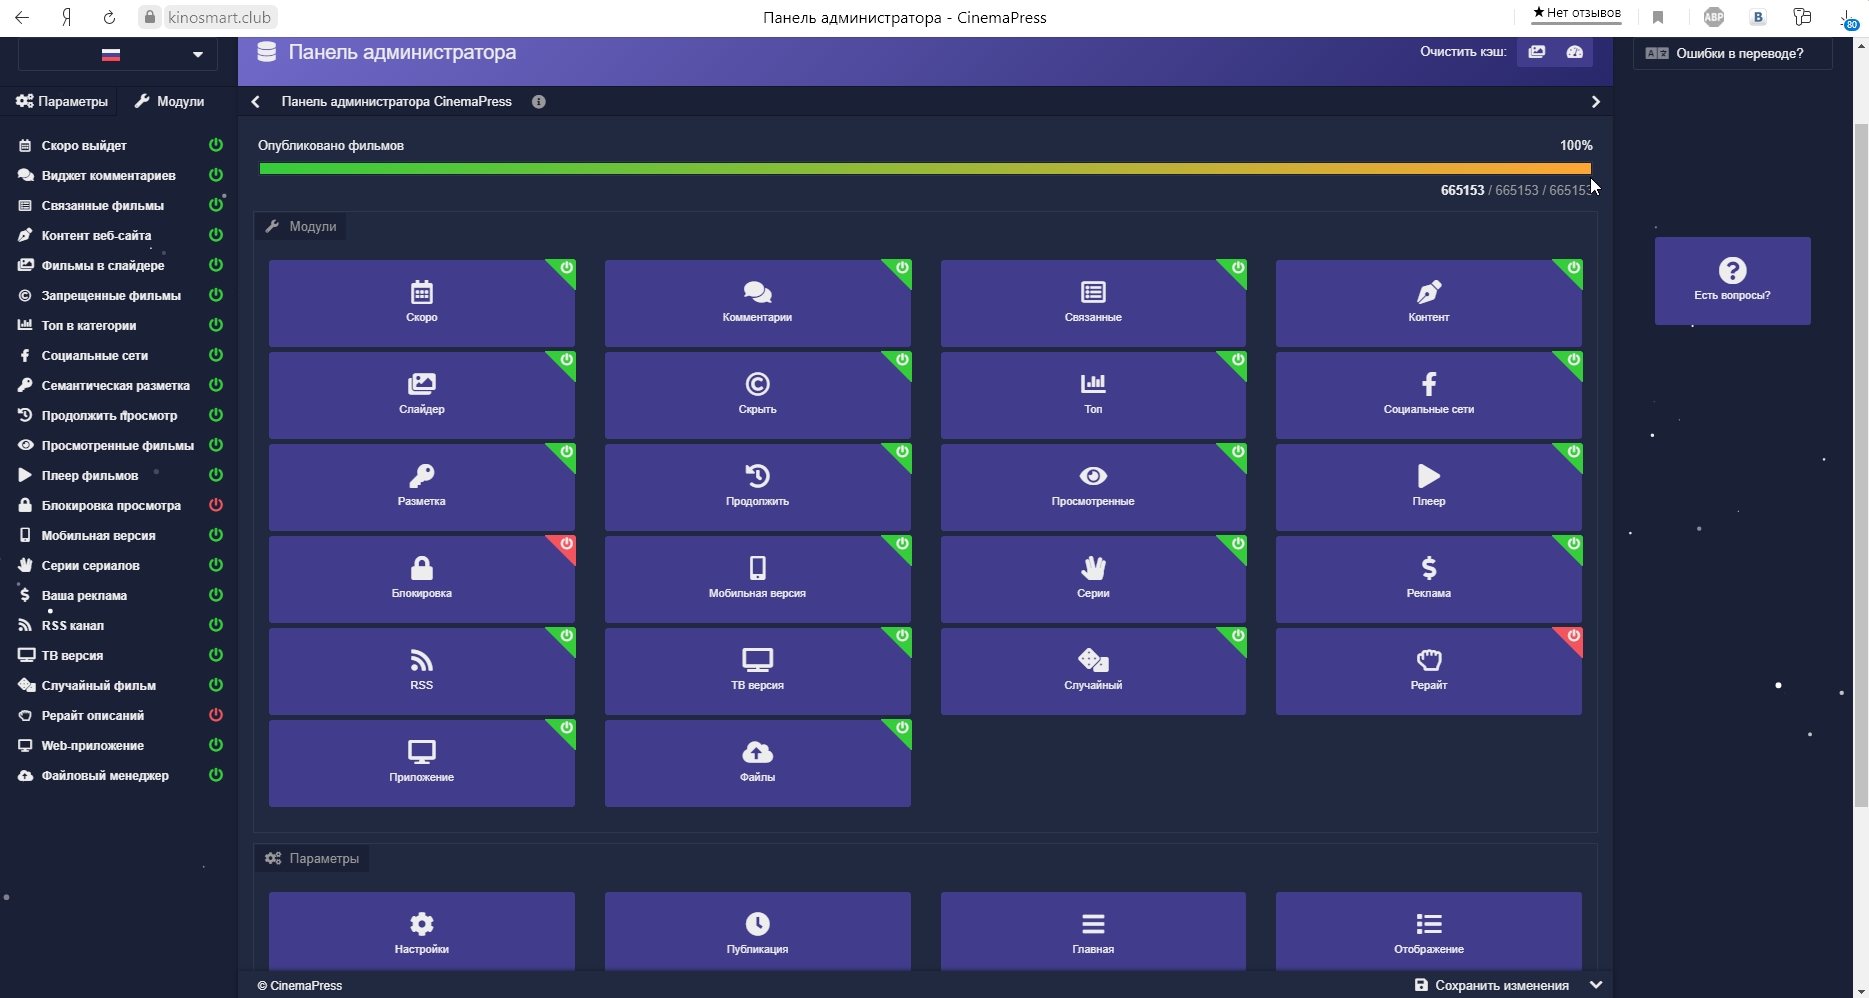 kinosmart.club
Панель администратора - CinemaPress
★Нет отзывов
ABP
B
80
Панель администратора
Очистить кэш:
Ошибки в переводе?
Параметры
Модули
Панель администратора CinemaPress
Опубликовано фильмов
100%
665153 / 665153 / 665153
Скоро выйдет
Виджет комментариев
Связанные фильмы
Контент веб-сайта
Фильмы в слайдере
Запрещенные фильмы
Топ в категории
Социальные сети
Семантическая разметка
Продолжить просмотр
Просмотренные фильмы
Плеер фильмов
Блокировка просмотра
Мобильная версия
Серии сериалов
Ваша реклама
RSS канал
ТВ версия
Случайный фильм
Рерайт описаний
Web-приложение
Файловый менеджер
Модули
Скоро
Комментарии
Связанные
Контент
Слайдер
Скрыть
Топ
Социальные сети
Разметка
Продолжить
Просмотренные
Плеер
Блокировка
Мобильная версия
Серии
Реклама
RSS
ТВ версия
Случайный
Рерайт
Приложение
Файлы
Есть вопросы?
Параметры
Настройки
Публикация
Главная
Отображение
© CinemaPress
Сохранить изменения